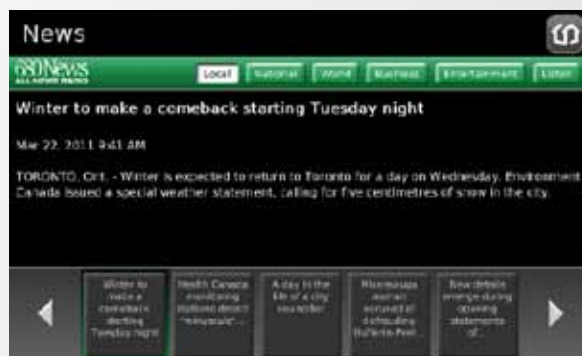 News
680News
ALL NEWS RADIO
Local National World Business Entertainment Listen
Winter to make a comeback starting Tuesday night
Mar 22, 2011 9:41 AM
TORONTO, Ont. - Winter is expected to return to Toronto for a day on Wednesday. Environment
Canada issued a special weather statement, calling for five centimetres of snow in the city.
Winter to
make a
comeback
starting
Tuesday night
Health Canada
monitoring
stations detect
"minuscule"...
A day in the
life of a city
councillor
Mississauga
woman
accused of
defrauding
New details
emerge during
opening
statements
of...